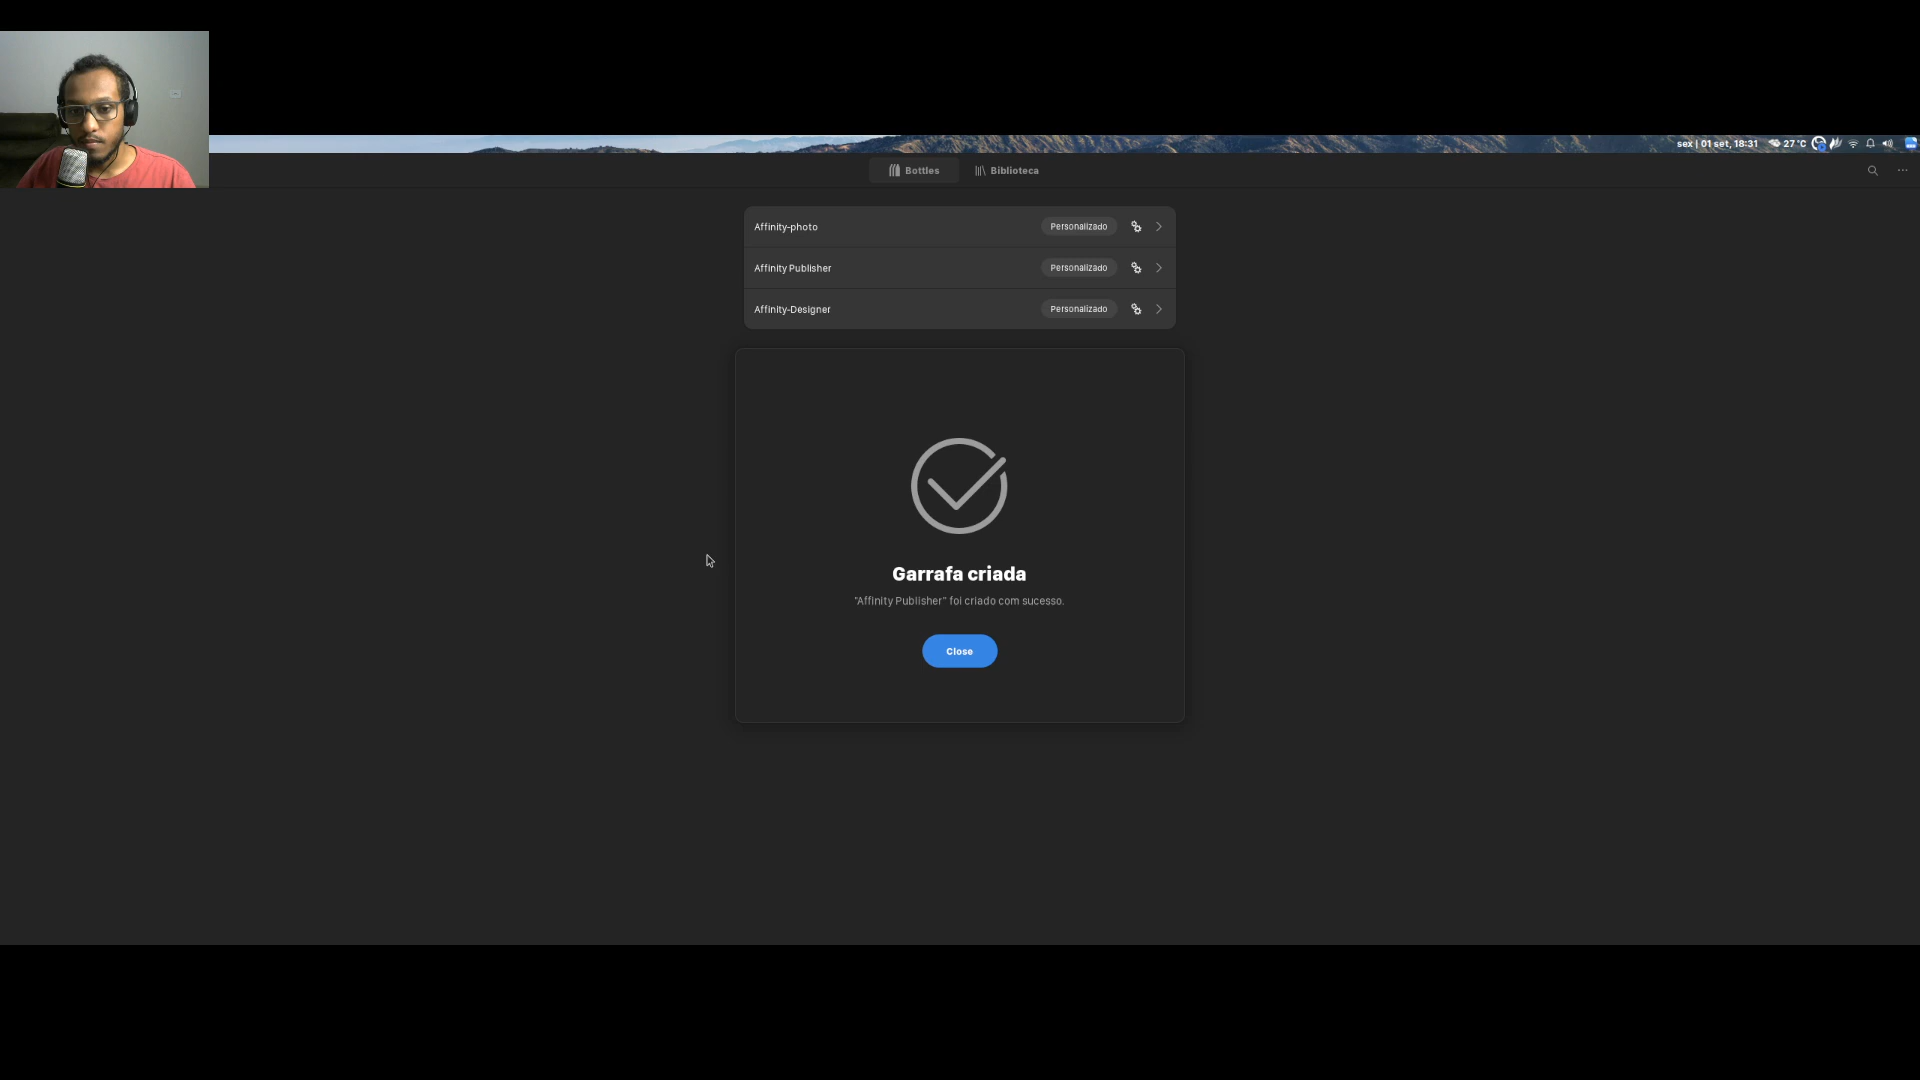 sex | 01 set, 18:31 27 °C
Bottles
Biblioteca
Affinity-photo
Personalizado
Affinity Publisher
Personalizado
Affinity-Designer
Personalizado
Garrafa criada
"Affinity Publisher" foi criado com sucesso.
Close